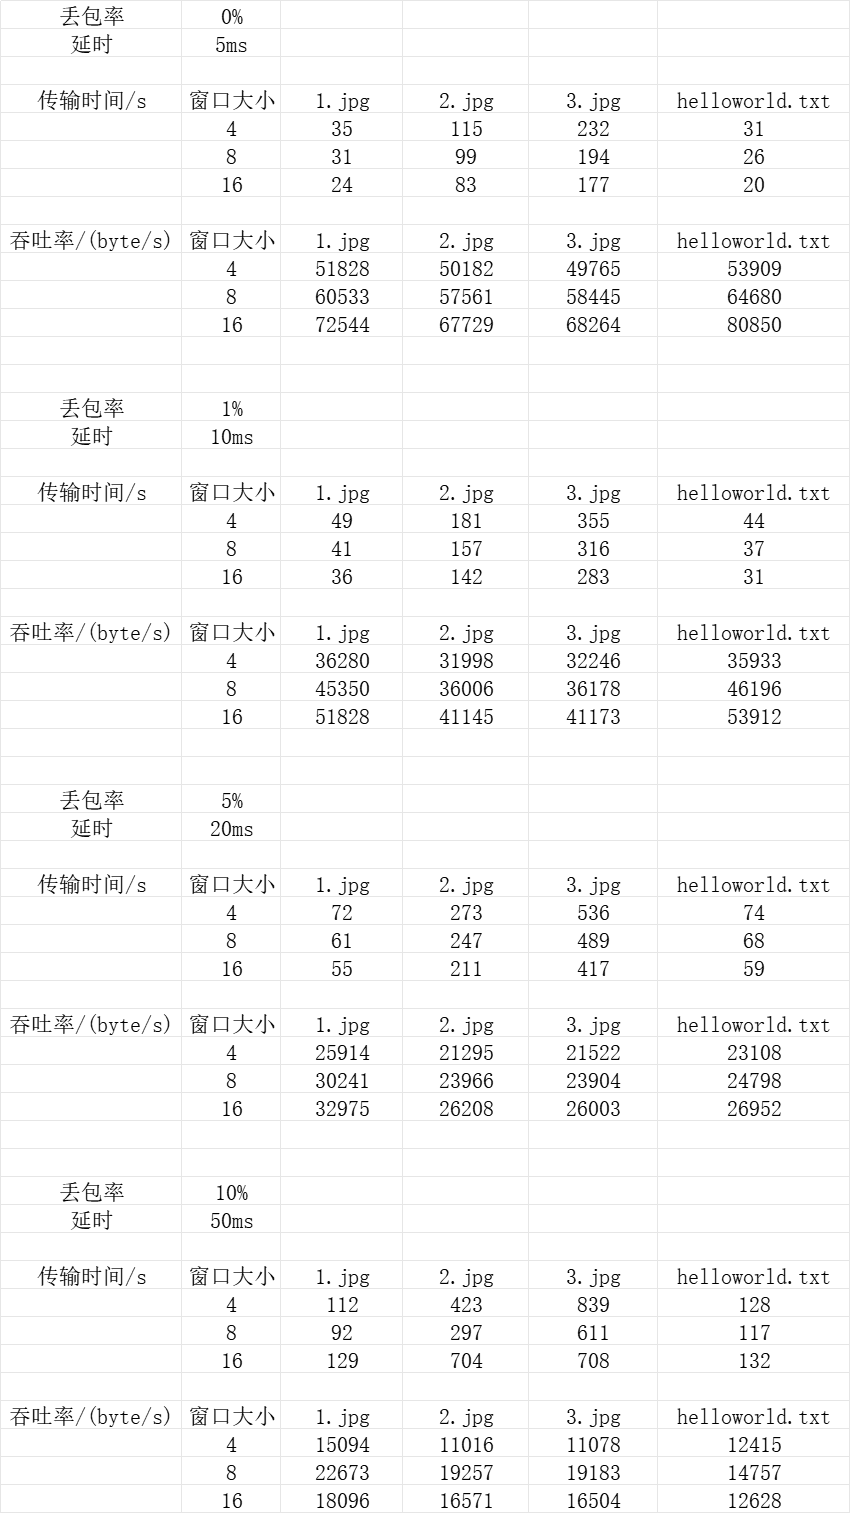 丢包率 0%
延时 5ms
传输时间/s 窗口大小 1.jpg 2.jpg 3.jpg helloworld.txt
4 35 115 232 31
8 31 99 194 26
16 24 83 177 20
吞吐率/(byte/s) 窗口大小 1.jpg 2.jpg 3.jpg helloworld.txt
4 51828 50182 49765 53909
8 60533 57561 58445 64680
16 72544 67729 68264 80850
丢包率 1%
延时 10ms
传输时间/s 窗口大小 1.jpg 2.jpg 3.jpg helloworld.txt
4 49 181 355 44
8 41 157 316 37
16 36 142 283 31
吞吐率/(byte/s) 窗口大小 1.jpg 2.jpg 3.jpg helloworld.txt
4 36280 31998 32246 35933
8 45350 36006 36178 46196
16 51828 41145 41173 53912
丢包率 5%
延时 20ms
传输时间/s 窗口大小 1.jpg 2.jpg 3.jpg helloworld.txt
4 72 273 536 74
8 61 247 489 68
16 55 211 417 59
吞吐率/(byte/s) 窗口大小 1.jpg 2.jpg 3.jpg helloworld.txt
4 25914 21295 21522 23108
8 30241 23966 23904 24798
16 32975 26208 26003 26952
丢包率 10%
延时 50ms
传输时间/s 窗口大小 1.jpg 2.jpg 3.jpg helloworld.txt
4 112 423 839 128
8 92 297 611 117
16 129 704 708 132
吞吐率/(byte/s) 窗口大小 1.jpg 2.jpg 3.jpg helloworld.txt
4 15094 11016 11078 12415
8 22673 19257 19183 14757
16 18096 16571 16504 12628